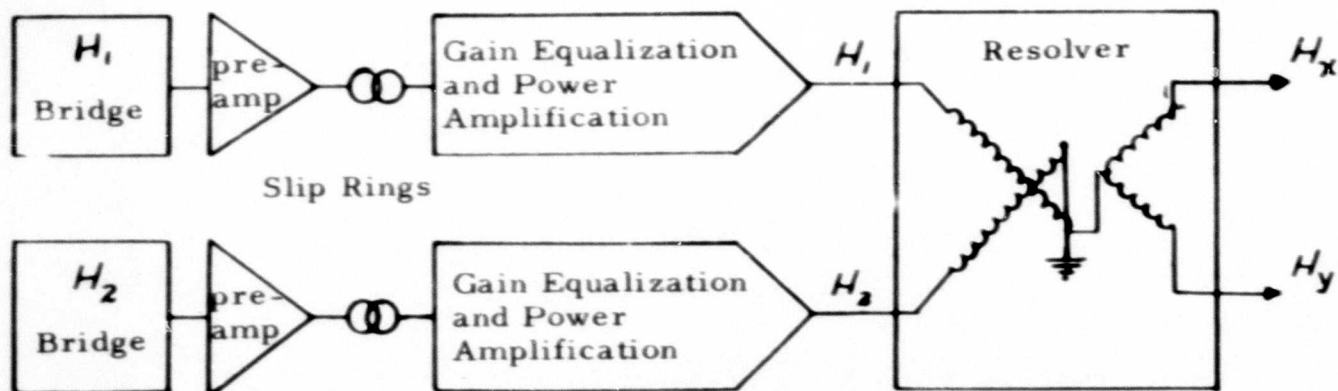 H₁
Bridge
pre-
amp
Gain Equalization
and Power
Amplification
H₁
Resolver
Hₓ
Slip Rings
H₂
Bridge
pre-
amp
Gain Equalization
and Power
Amplification
H₂
H_y